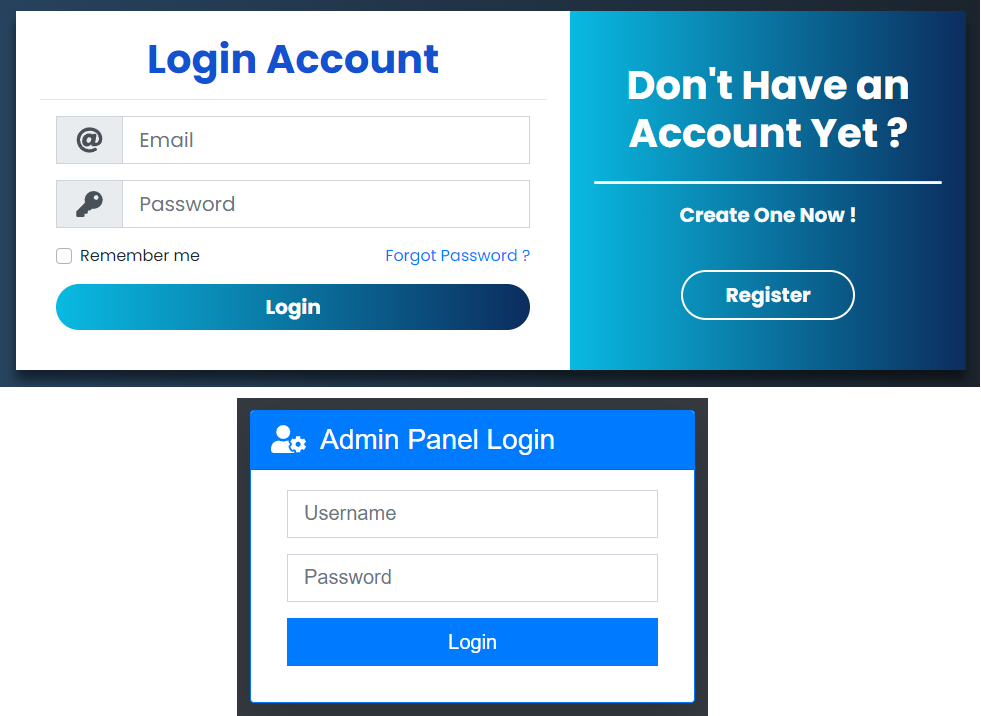 Login Account
@ Email
Password
Remember me
Forgot Password ?
Login
Don't Have an
Account Yet ?
Create One Now !
Register
Admin Panel Login
Username
Password
Login